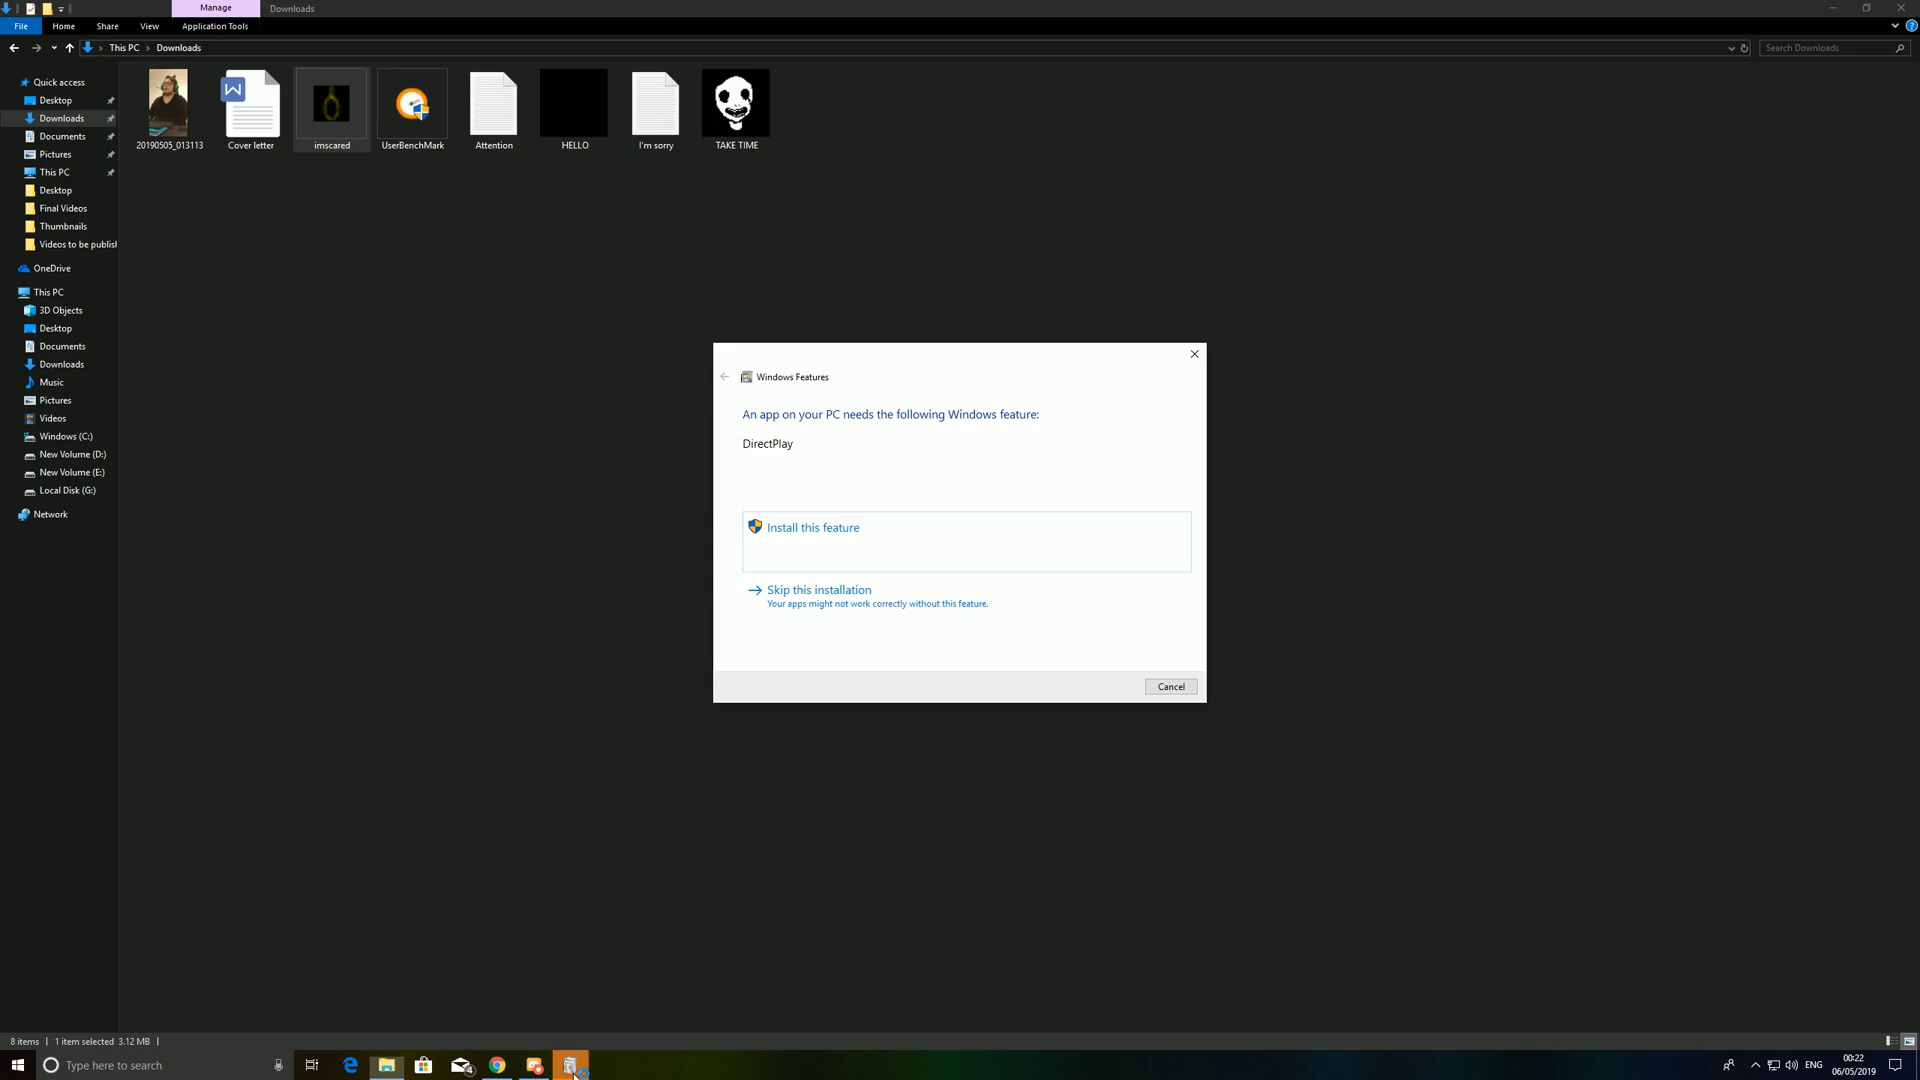 Manage
Downloads
File
Home
Share
View
Application Tools
This PC
Downloads
Search Downloads
Quick access
Desktop
Downloads
Documents
Pictures
This PC
Desktop
Final Videos
Thumbnails
Videos to be publish
OneDrive
This PC
3D Objects
Desktop
Documents
Downloads
Music
Pictures
Videos
Windows (C:)
New Volume (D:)
New Volume (E:)
Local Disk (G:)
Network
20190505_013113
Cover letter
imscared
UserBenchMark
Attention
HELLO
I'm sorry
TAKE TIME
Windows Features
An app on your PC needs the following Windows feature:
DirectPlay
Install this feature
Skip this installation
Your apps might not work correctly without this feature.
Cancel
8 items
1 item selected 3.12 MB
Type here to search
4
ENG
00:22
06/05/2019